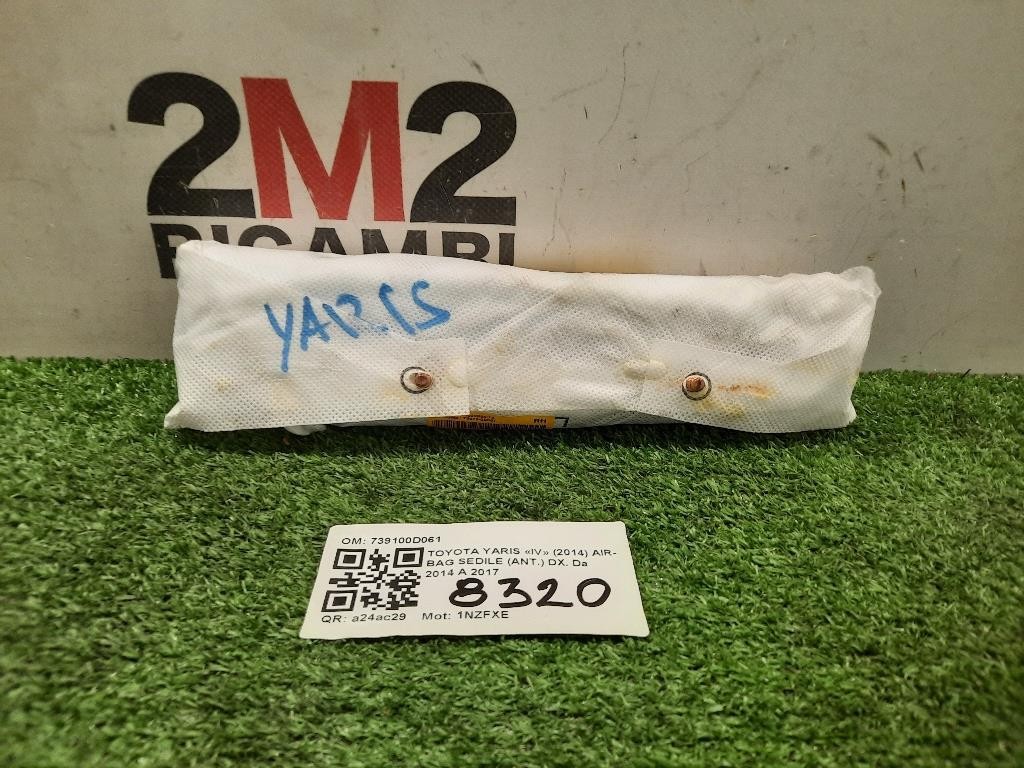 2M2
RICAMBI
YARIS
RH
OM: 739100D061
TOYOTA YARIS «IV» (2014) AIR-
BAG SEDILE (ANT.) DX. Da
2014 A 2017
8320
QR: a24ac29 Mot: 1NZFXE